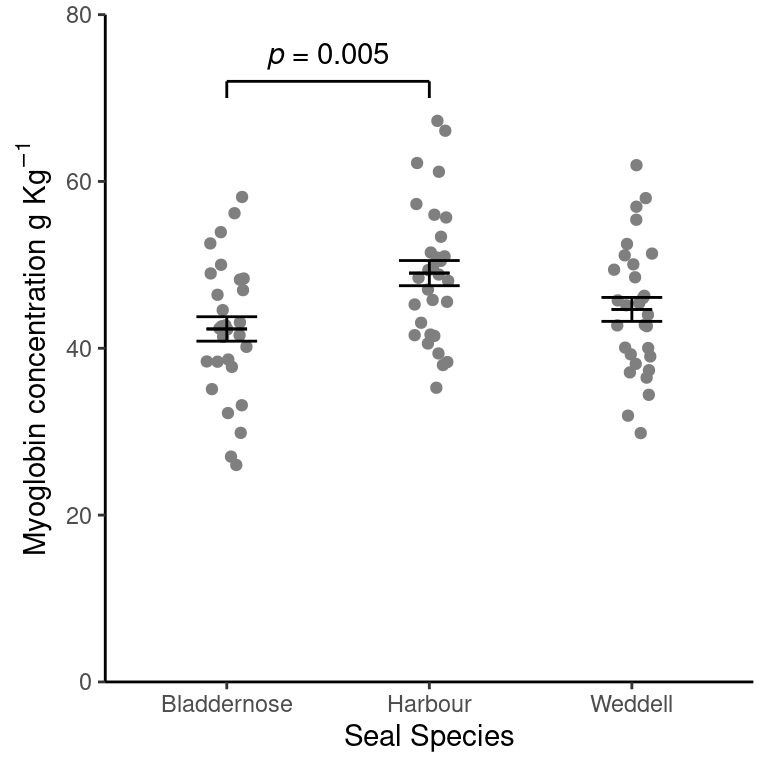 p = 0.005
80
60
40
20
0
Myoglobin concentration g Kg⁻¹
Bladdernose Harbour Weddell
Seal Species